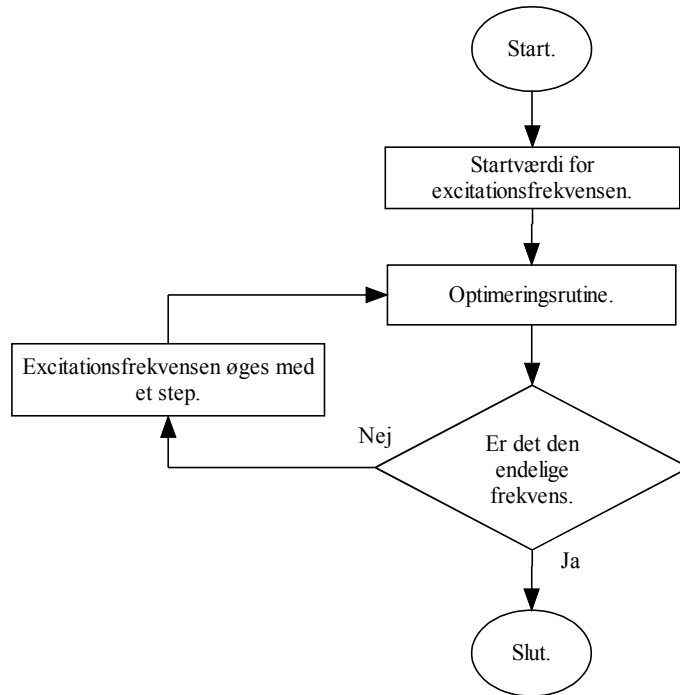 Start.
Startværdi for
excitationsfrekvensen.
Optimeringsrutine.
Excitationsfrekvensen øges med
et step.
Nej
Er det den
endelige
frekvens.
Ja
Slut.